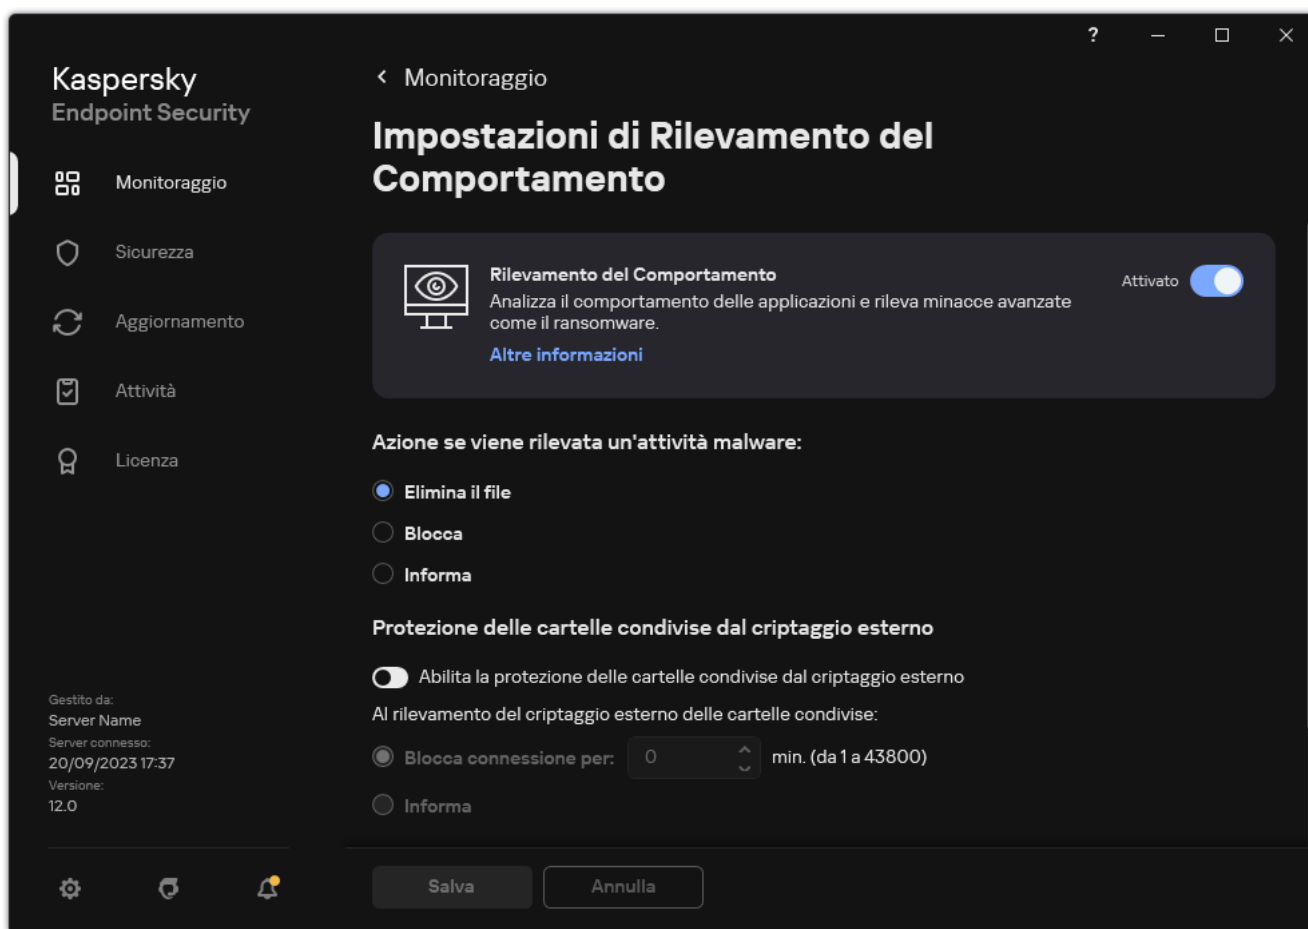 ?
Kaspersky
Endpoint Security
Monitoraggio
Sicurezza
Aggiornamento
Attività
Licenza
Gestito da:
Server Name
Server connesso:
20/09/2023 17:37
Versione:
12.0
Monitoraggio
Impostazioni di Rilevamento del
Comportamento
Rilevamento del Comportamento
Analizza il comportamento delle applicazioni e rileva minacce avanzate
come il ransomware.
Altre informazioni
Attivato
Azione se viene rilevata un'attività malware:
Elimina il file
Blocca
Informa
Protezione delle cartelle condivise dal criptaggio esterno
Abilita la protezione delle cartelle condivise dal criptaggio esterno
Al rilevamento del criptaggio esterno delle cartelle condivise:
Blocca connessione per: 0 min. (da 1 a 43800)
Informa
Salva Annulla